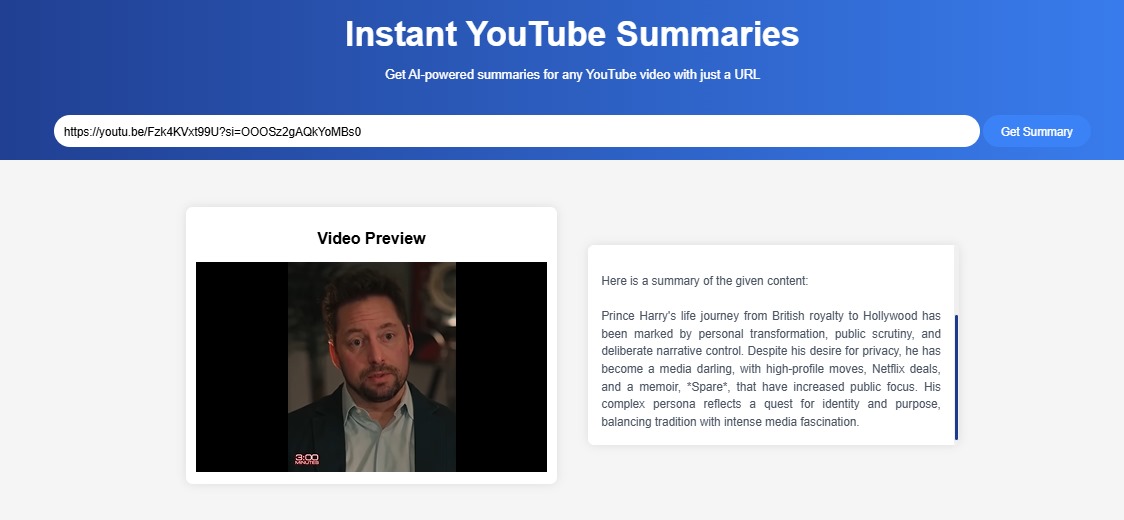 Instant YouTube Summaries
Get AI-powered summaries for any YouTube video with just a URL
https://youtu.be/Fzk4KVxt99U?si=OOOSz2gAQkYoMBs0
Get Summary
Video Preview
3:00
MINUTES
Here is a summary of the given content:
Prince Harry's life journey from British royalty to Hollywood has
been marked by personal transformation, public scrutiny, and
deliberate narrative control. Despite his desire for privacy, he has
become a media darling, with high-profile moves, Netflix deals,
and a memoir, *Spare*, that have increased public focus. His
complex persona reflects a quest for identity and purpose,
balancing tradition with intense media fascination.